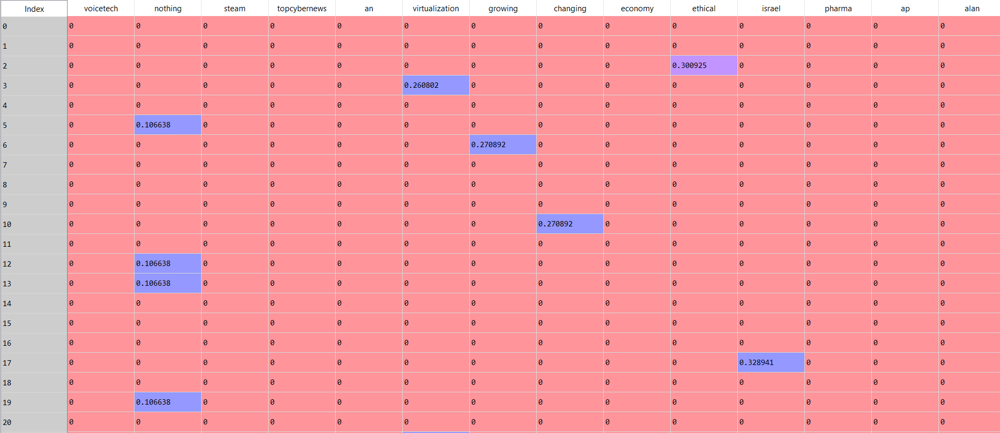 Index voicetech nothing steam topcybernews an virtualization growing changing economy ethical israel pharma ap alan
0 0 0 0 0 0 0 0 0 0 0 0 0 0 0
1 0 0 0 0 0 0 0 0 0 0 0 0 0 0
2 0 0 0 0 0 0 0 0 0 0.300925 0 0 0 0
3 0 0 0 0 0 0.260802 0 0 0 0 0 0 0 0
4 0 0 0 0 0 0 0 0 0 0 0 0 0 0
5 0 0.106638 0 0 0 0 0 0 0 0 0 0 0 0
6 0 0 0 0 0 0 0.270892 0 0 0 0 0 0 0
7 0 0 0 0 0 0 0 0 0 0 0 0 0 0
8 0 0 0 0 0 0 0 0 0 0 0 0 0 0
9 0 0 0 0 0 0 0 0 0 0 0 0 0 0
10 0 0 0 0 0 0 0 0.270892 0 0 0 0 0 0
11 0 0 0 0 0 0 0 0 0 0 0 0 0 0
12 0 0.106638 0 0 0 0 0 0 0 0 0 0 0 0
13 0 0.106638 0 0 0 0 0 0 0 0 0 0 0 0
14 0 0 0 0 0 0 0 0 0 0 0 0 0 0
15 0 0 0 0 0 0 0 0 0 0 0 0 0 0
16 0 0 0 0 0 0 0 0 0 0 0 0 0 0
17 0 0 0 0 0 0 0 0 0 0 0.328941 0 0 0
18 0 0 0 0 0 0 0 0 0 0 0 0 0 0
19 0 0.106638 0 0 0 0 0 0 0 0 0 0 0 0
20 0 0 0 0 0 0 0 0 0 0 0 0 0 0